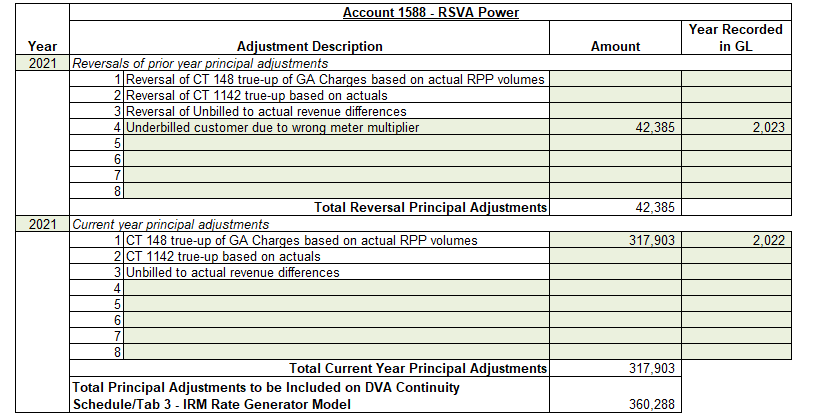 Account 1588 - RSVA Power
Year Adjustment Description Amount Year Recorded in GL
2021 Reversals of prior year principal adjustments
1 Reversal of CT 148 true-up of GA Charges based on actual RPP volumes
2 Reversal of CT 1142 true-up based on actuals
3 Reversal of Unbilled to actual revenue differences
4 Underbilled customer due to wrong meter multiplier 42,385 2,023
5
6
7
8
Total Reversal Principal Adjustments 42,385
2021 Current year principal adjustments
1 CT 148 true-up of GA Charges based on actual RPP volumes 317,903 2,022
2 CT 1142 true-up based on actuals
3 Unbilled to actual revenue differences
4
5
6
7
8
Total Current Year Principal Adjustments 317,903
Total Principal Adjustments to be Included on DVA Continuity
Schedule/Tab 3 - IRM Rate Generator Model 360,288